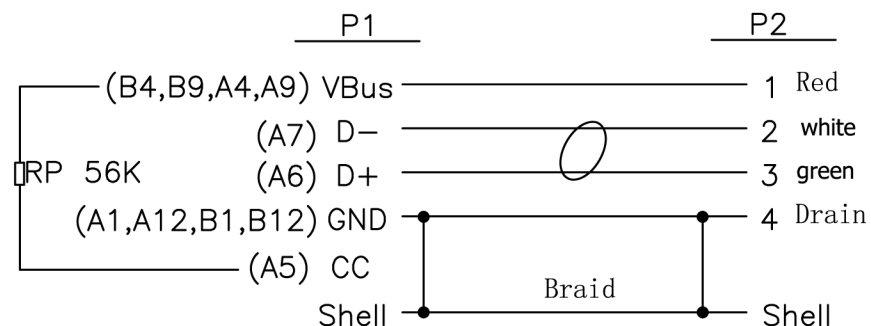 P1 P2
(B4,B9,A4,A9) VBus 1 Red
(A7) D- 2 white
RP 56K (A6) D+ 3 green
(A1,A12,B1,B12) GND 4 Drain
(A5) CC
Braid
Shell Shell